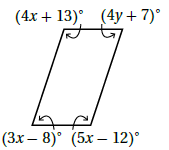 (4x + 13)° (4y + 7)°
(3x – 8)° (5x – 12)°